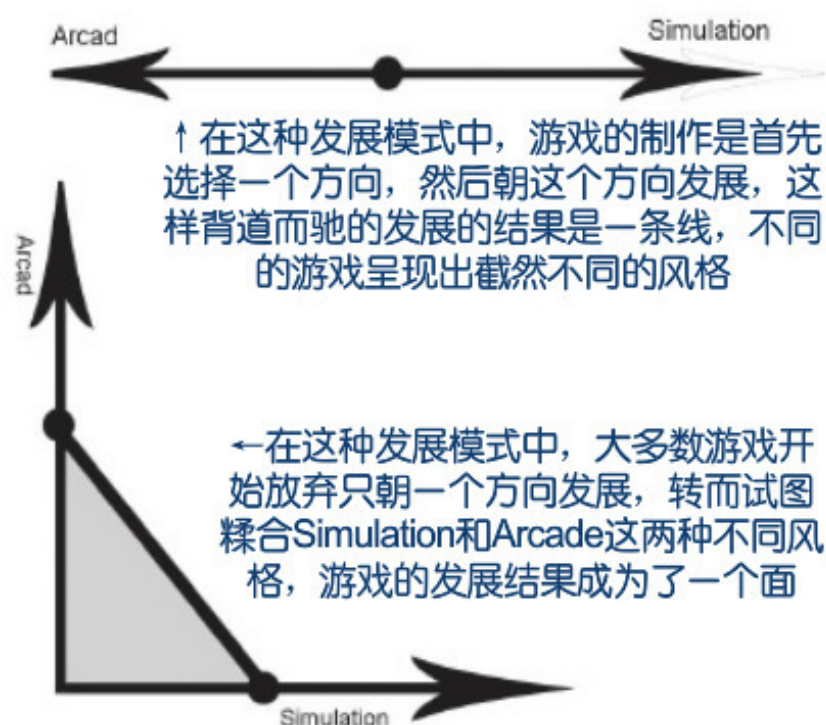 Arcad
Simulation
↑在这种发展模式中，游戏的制作是首先
选择一个方向，然后朝这个方向发展，这
样背道而驰的发展的结果是一条线，不同
的游戏呈现出截然不同的风格
Arcad
←在这种发展模式中，大多数游戏开
始放弃只朝一个方向发展，转而试图
糅合Simulation和Arcade这两种不同风
格，游戏的发展结果成为了一个面
Simulation